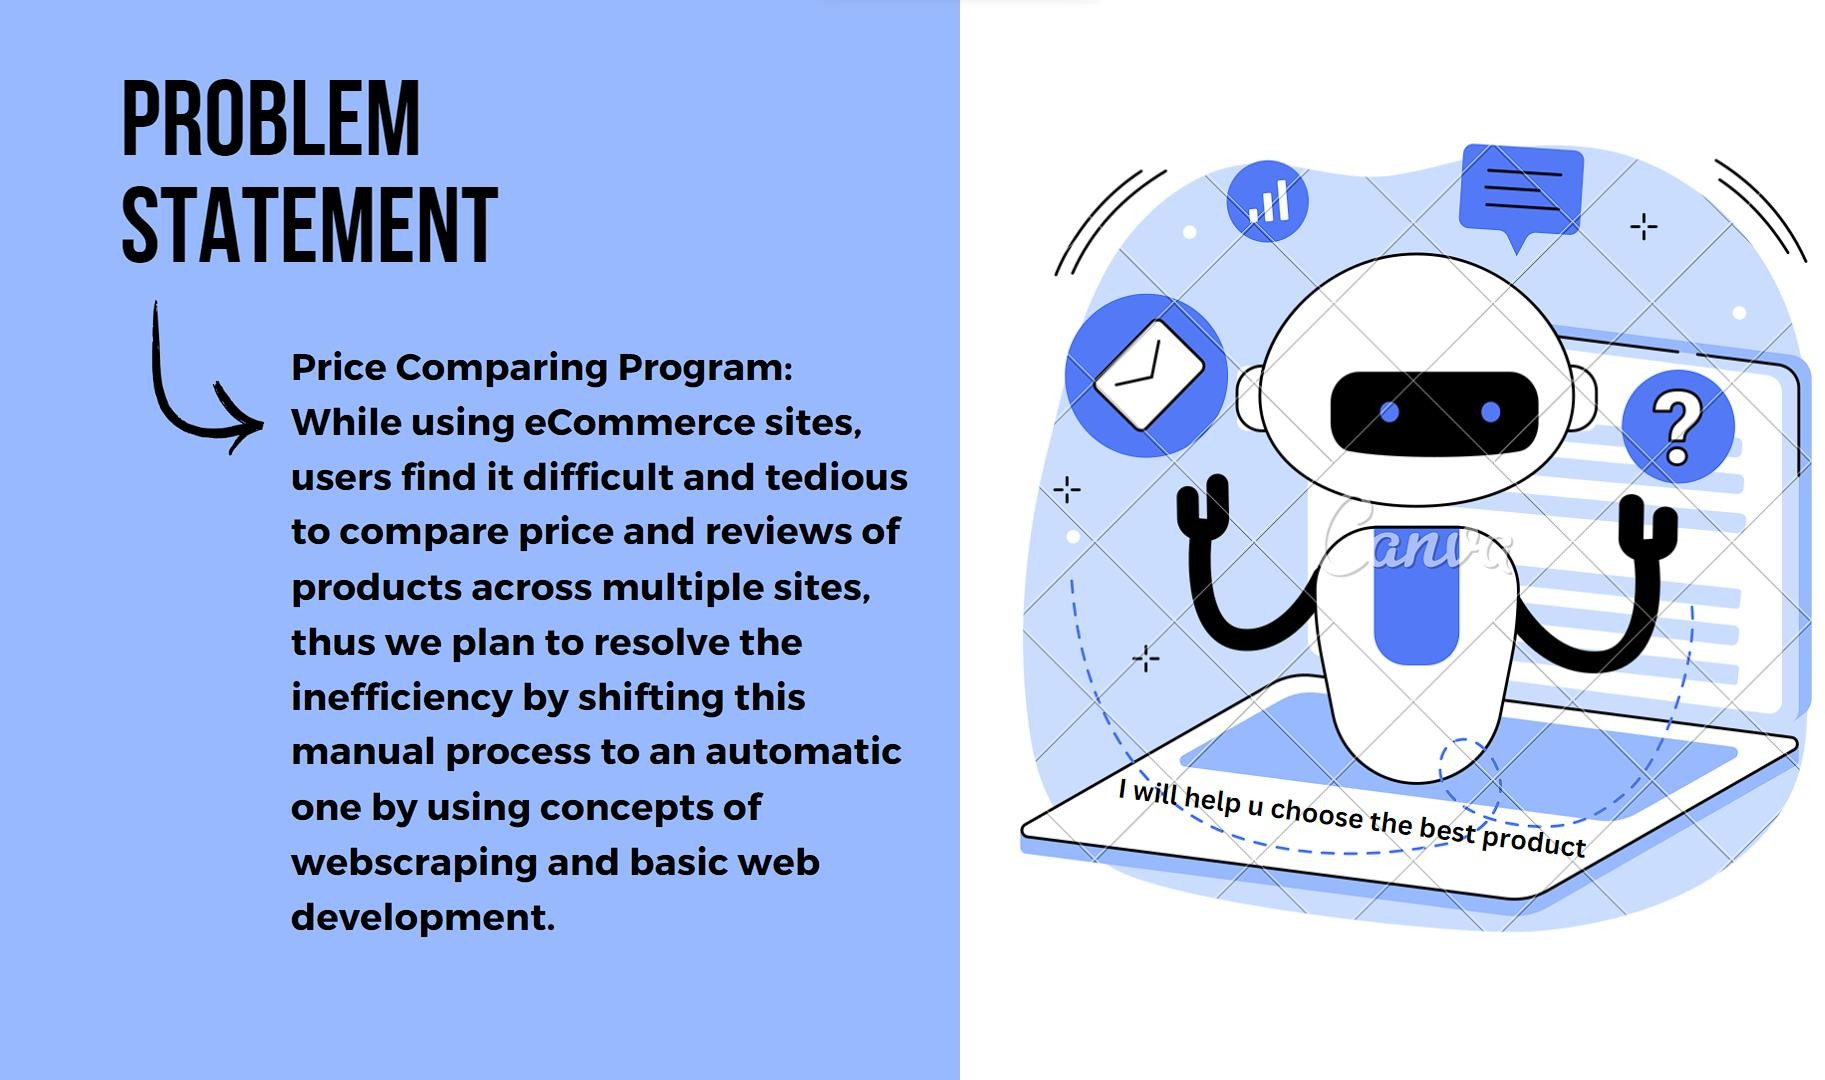 PROBLEM
STATEMENT
Price Comparing Program:
While using eCommerce sites,
users find it difficult and tedious
to compare price and reviews of
products across multiple sites,
thus we plan to resolve the
inefficiency by shifting this
manual process to an automatic
one by using concepts of
webscraping and basic web
development.
?
Canva
I will help u choose the best product